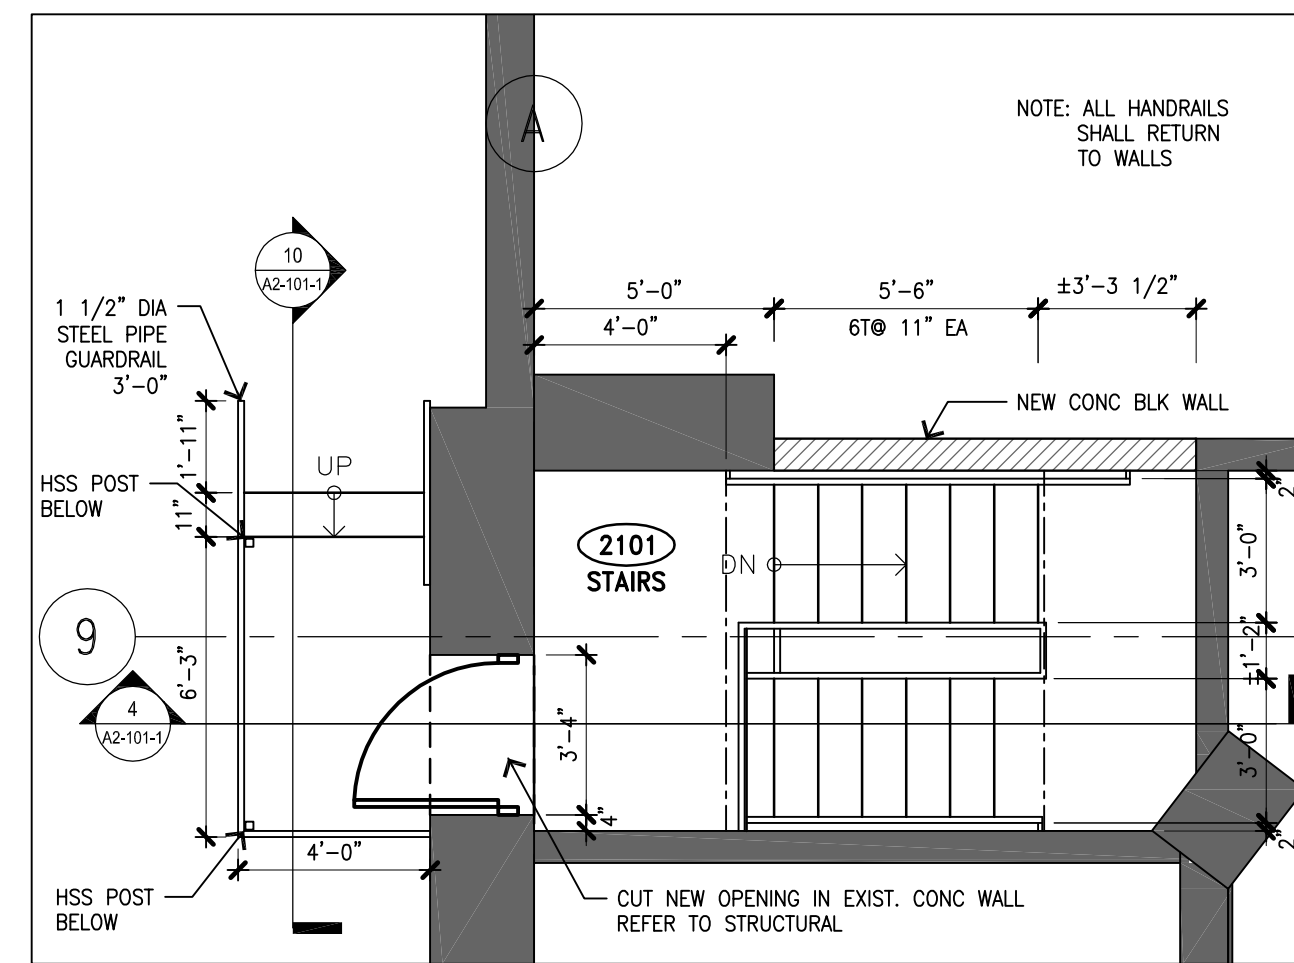 A
NOTE: ALL HANDRAILS
SHALL RETURN
TO WALLS
10
A2-101-1
1 1/2" DIA
STEEL PIPE
GUARDRAIL
3'-0"
5'-0"
5'-6"
±3'-3 1/2"
4'-0"
6T@ 11" EA
NEW CONC BLK WALL
1'-11"
UP
HSS POST
BELOW
11"
2"
2101
STAIRS
DN
3'-0"
9
±1'-2"
6'-3"
4
A2-101-1
3'-4"
3'-0"
4"
2"
4'-0"
HSS POST
BELOW
CUT NEW OPENING IN EXIST. CONC WALL
REFER TO STRUCTURAL